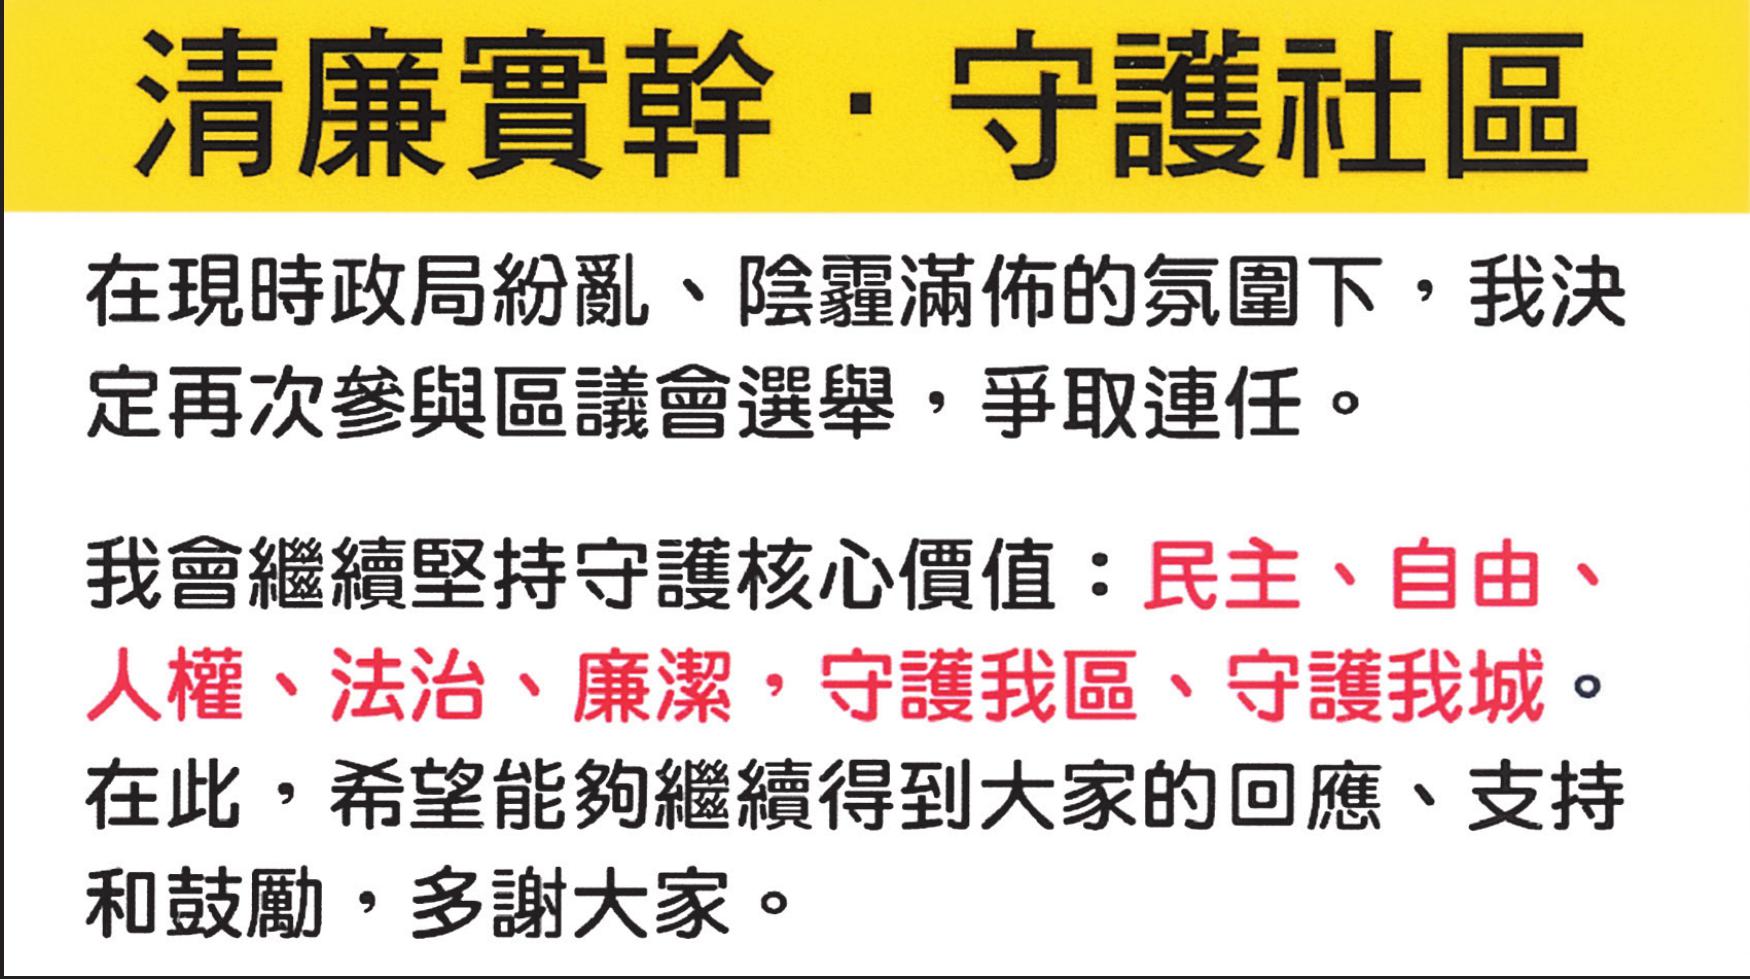 清廉實幹·守護社區
在現時政局紛亂、陰霾滿佈的氛圍下，我決
定再次參與區議會選舉，爭取連任。
我會繼續堅持守護核心價值：民主、自由、
人權、法治、廉潔，守護我區、守護我城。
在此，希望能夠繼續得到大家的回應、支持
和鼓勵，多謝大家。